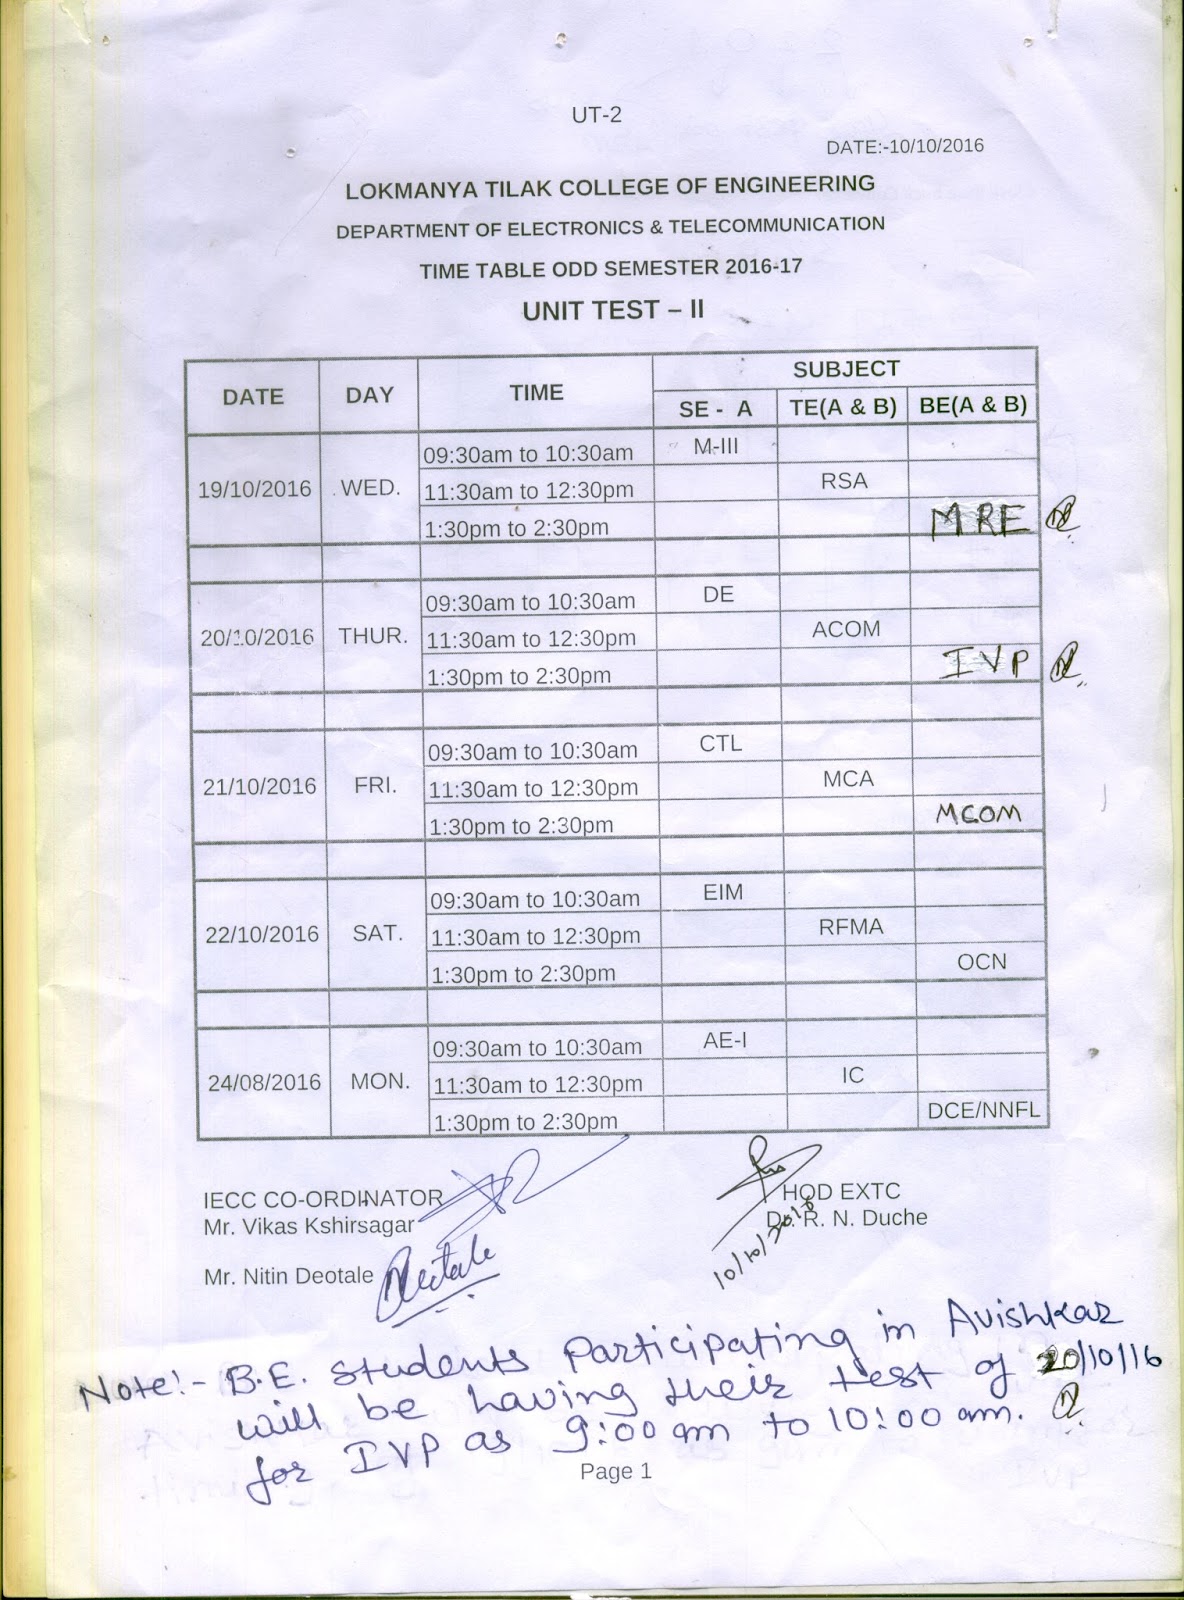 UT-2
DATE:-10/10/2016
LOKMANYA TILAK COLLEGE OF ENGINEERING
DEPARTMENT OF ELECTRONICS & TELECOMMUNICATION
TIME TABLE ODD SEMESTER 2016-17
UNIT TEST – II
DATE DAY TIME SUBJECT
SE - A TE(A & B) BE(A & B)
09:30am to 10:30am M-III
19/10/2016 WED. 11:30am to 12:30pm RSA
1:30pm to 2:30pm MRE
09:30am to 10:30am DE
20/10/2016 THUR. 11:30am to 12:30pm ACOM
1:30pm to 2:30pm IVP
09:30am to 10:30am CTL
21/10/2016 FRI. 11:30am to 12:30pm MCA
1:30pm to 2:30pm MCOM
09:30am to 10:30am EIM
22/10/2016 SAT. 11:30am to 12:30pm RFMA
1:30pm to 2:30pm OCN
09:30am to 10:30am AE-I
24/08/2016 MON. 11:30am to 12:30pm IC
1:30pm to 2:30pm DCE/NNFL
IECC CO-ORDINATOR HOD EXTC
Mr. Vikas Kshirsagar Dr. R. N. Duche
10/10/2016
Mr. Nitin Deotale Deotale
Note:- B.E. students participating in Avishkar
will be having their test of 20/10/16
for IVP as 9:00 am to 10:00 am.
Page 1